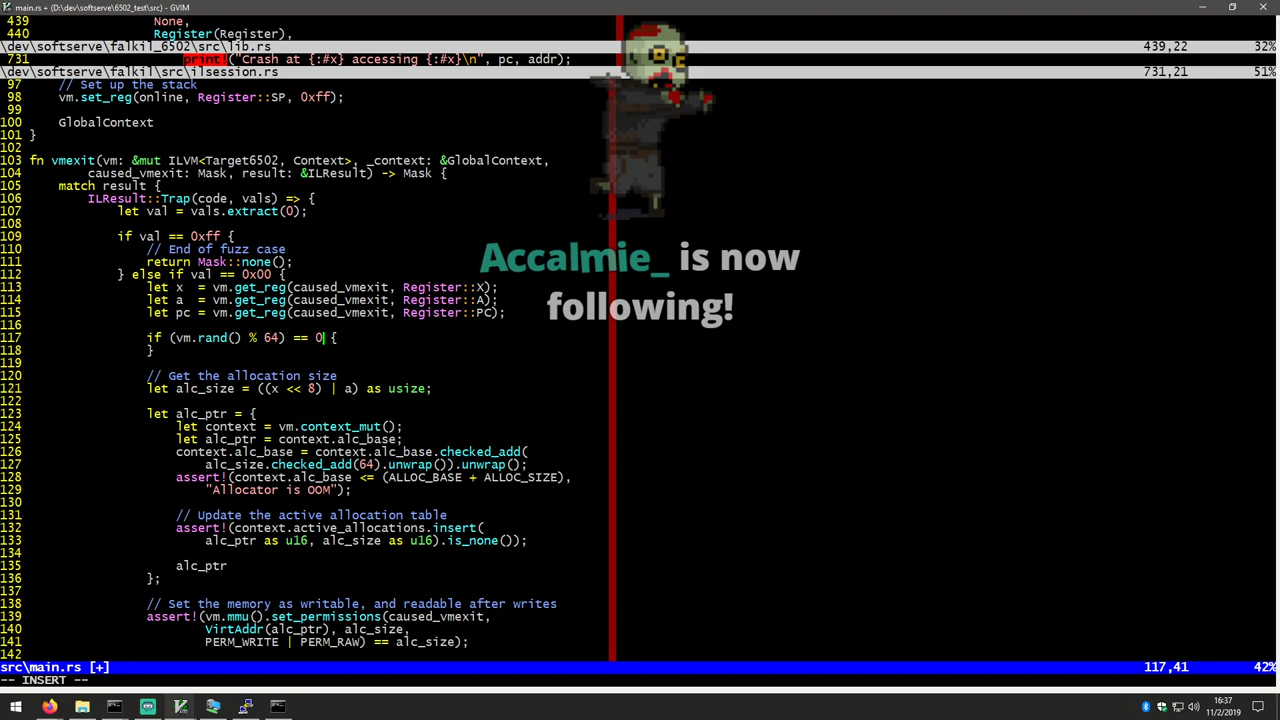 main.rs + (D:\dev\softserve\6502_test\src) - GVIM
439 None,
440 Register(Register),
\dev\softserve\falkil_6502\src\lib.rs 439,22 32%
731 print!("Crash at {:#x} accessing {:#x}\n", pc, addr);
\dev\softserve\falkil\src\ilsession.rs 731,21 51%
97 // Set up the stack
98 vm.set_reg(online, Register::SP, 0xff);
99
100 GlobalContext
101 }
102
103 fn vmexit(vm: &mut ILVM<Target6502, Context>, _context: &GlobalContext,
104 caused_vmexit: Mask, result: &ILResult) -> Mask {
105 match result {
106 ILResult::Trap(code, vals) => {
107 let val = vals.extract(0);
108
109 if val == 0xff {
110 // End of fuzz case
111 return Mask::none();
112 } else if val == 0x00 {
113 let x = vm.get_reg(caused_vmexit, Register::X);
114 let a = vm.get_reg(caused_vmexit, Register::A);
115 let pc = vm.get_reg(caused_vmexit, Register::PC);
116
117 if (vm.rand() % 64) == 0 {
118 }
119
120 // Get the allocation size
121 let alc_size = ((x << 8) | a) as usize;
122
123 let alc_ptr = {
124 let context = vm.context_mut();
125 let alc_ptr = context.alc_base;
126 context.alc_base = context.alc_base.checked_add(
127 alc_size.checked_add(64).unwrap()).unwrap();
128 assert!(context.alc_base <= (ALLOC_BASE + ALLOC_SIZE),
129 "Allocator is OOM");
130
131 // Update the active allocation table
132 assert!(context.active_allocations.insert(
133 alc_ptr as u16, alc_size as u16).is_none());
134
135 alc_ptr
136 };
137
138 // Set the memory as writable, and readable after writes
139 assert!(vm.mmu().set_permissions(caused_vmexit,
140 VirtAddr(alc_ptr), alc_size,
141 PERM_WRITE | PERM_RAW) == alc_size);
142
Accalmie_ is now
following!
src\main.rs [+] 117,41 42%
-- INSERT --
16:37
11/2/2019